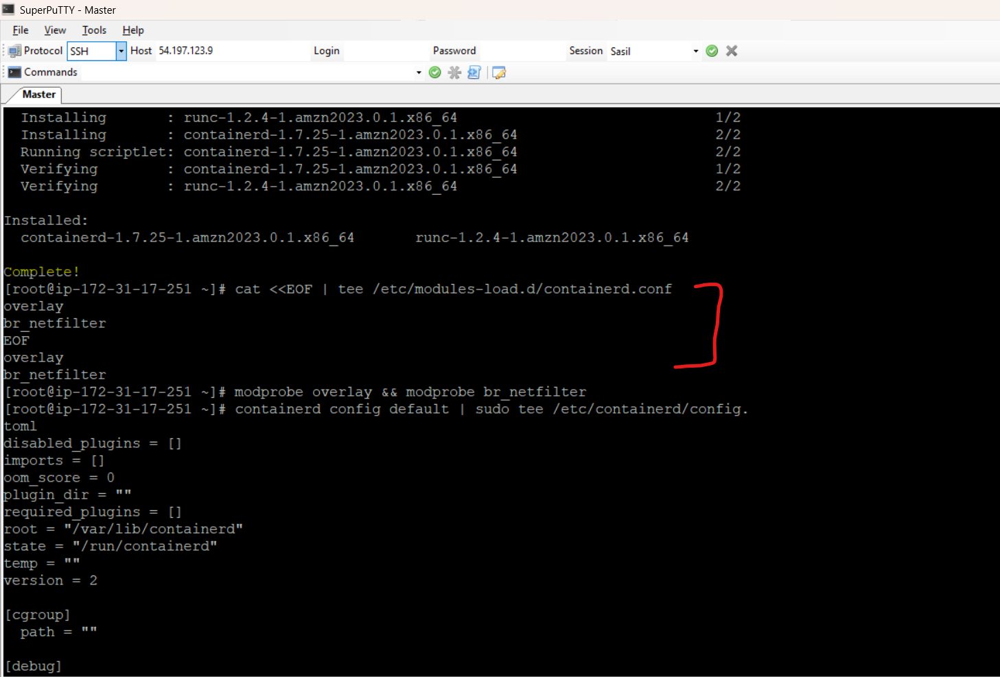 SuperPuTTY - Master
File View Tools Help
Protocol SSH Host 54.197.123.9 Login Password Session Sasil
Commands
Master
Installing : runc-1.2.4-1.amzn2023.0.1.x86_64 1/2
Installing : containerd-1.7.25-1.amzn2023.0.1.x86_64 2/2
Running scriptlet: containerd-1.7.25-1.amzn2023.0.1.x86_64 2/2
Verifying : containerd-1.7.25-1.amzn2023.0.1.x86_64 1/2
Verifying : runc-1.2.4-1.amzn2023.0.1.x86_64 2/2
Installed:
containerd-1.7.25-1.amzn2023.0.1.x86_64 runc-1.2.4-1.amzn2023.0.1.x86_64
Complete!
[root@ip-172-31-17-251 ~]# cat <<EOF | tee /etc/modules-load.d/containerd.conf
overlay
br_netfilter
EOF
overlay
br_netfilter
[root@ip-172-31-17-251 ~]# modprobe overlay && modprobe br_netfilter
[root@ip-172-31-17-251 ~]# containerd config default | sudo tee /etc/containerd/config.
toml
disabled_plugins = []
imports = []
oom_score = 0
plugin_dir = ""
required_plugins = []
root = "/var/lib/containerd"
state = "/run/containerd"
temp = ""
version = 2
[cgroup]
path = ""
[debug]